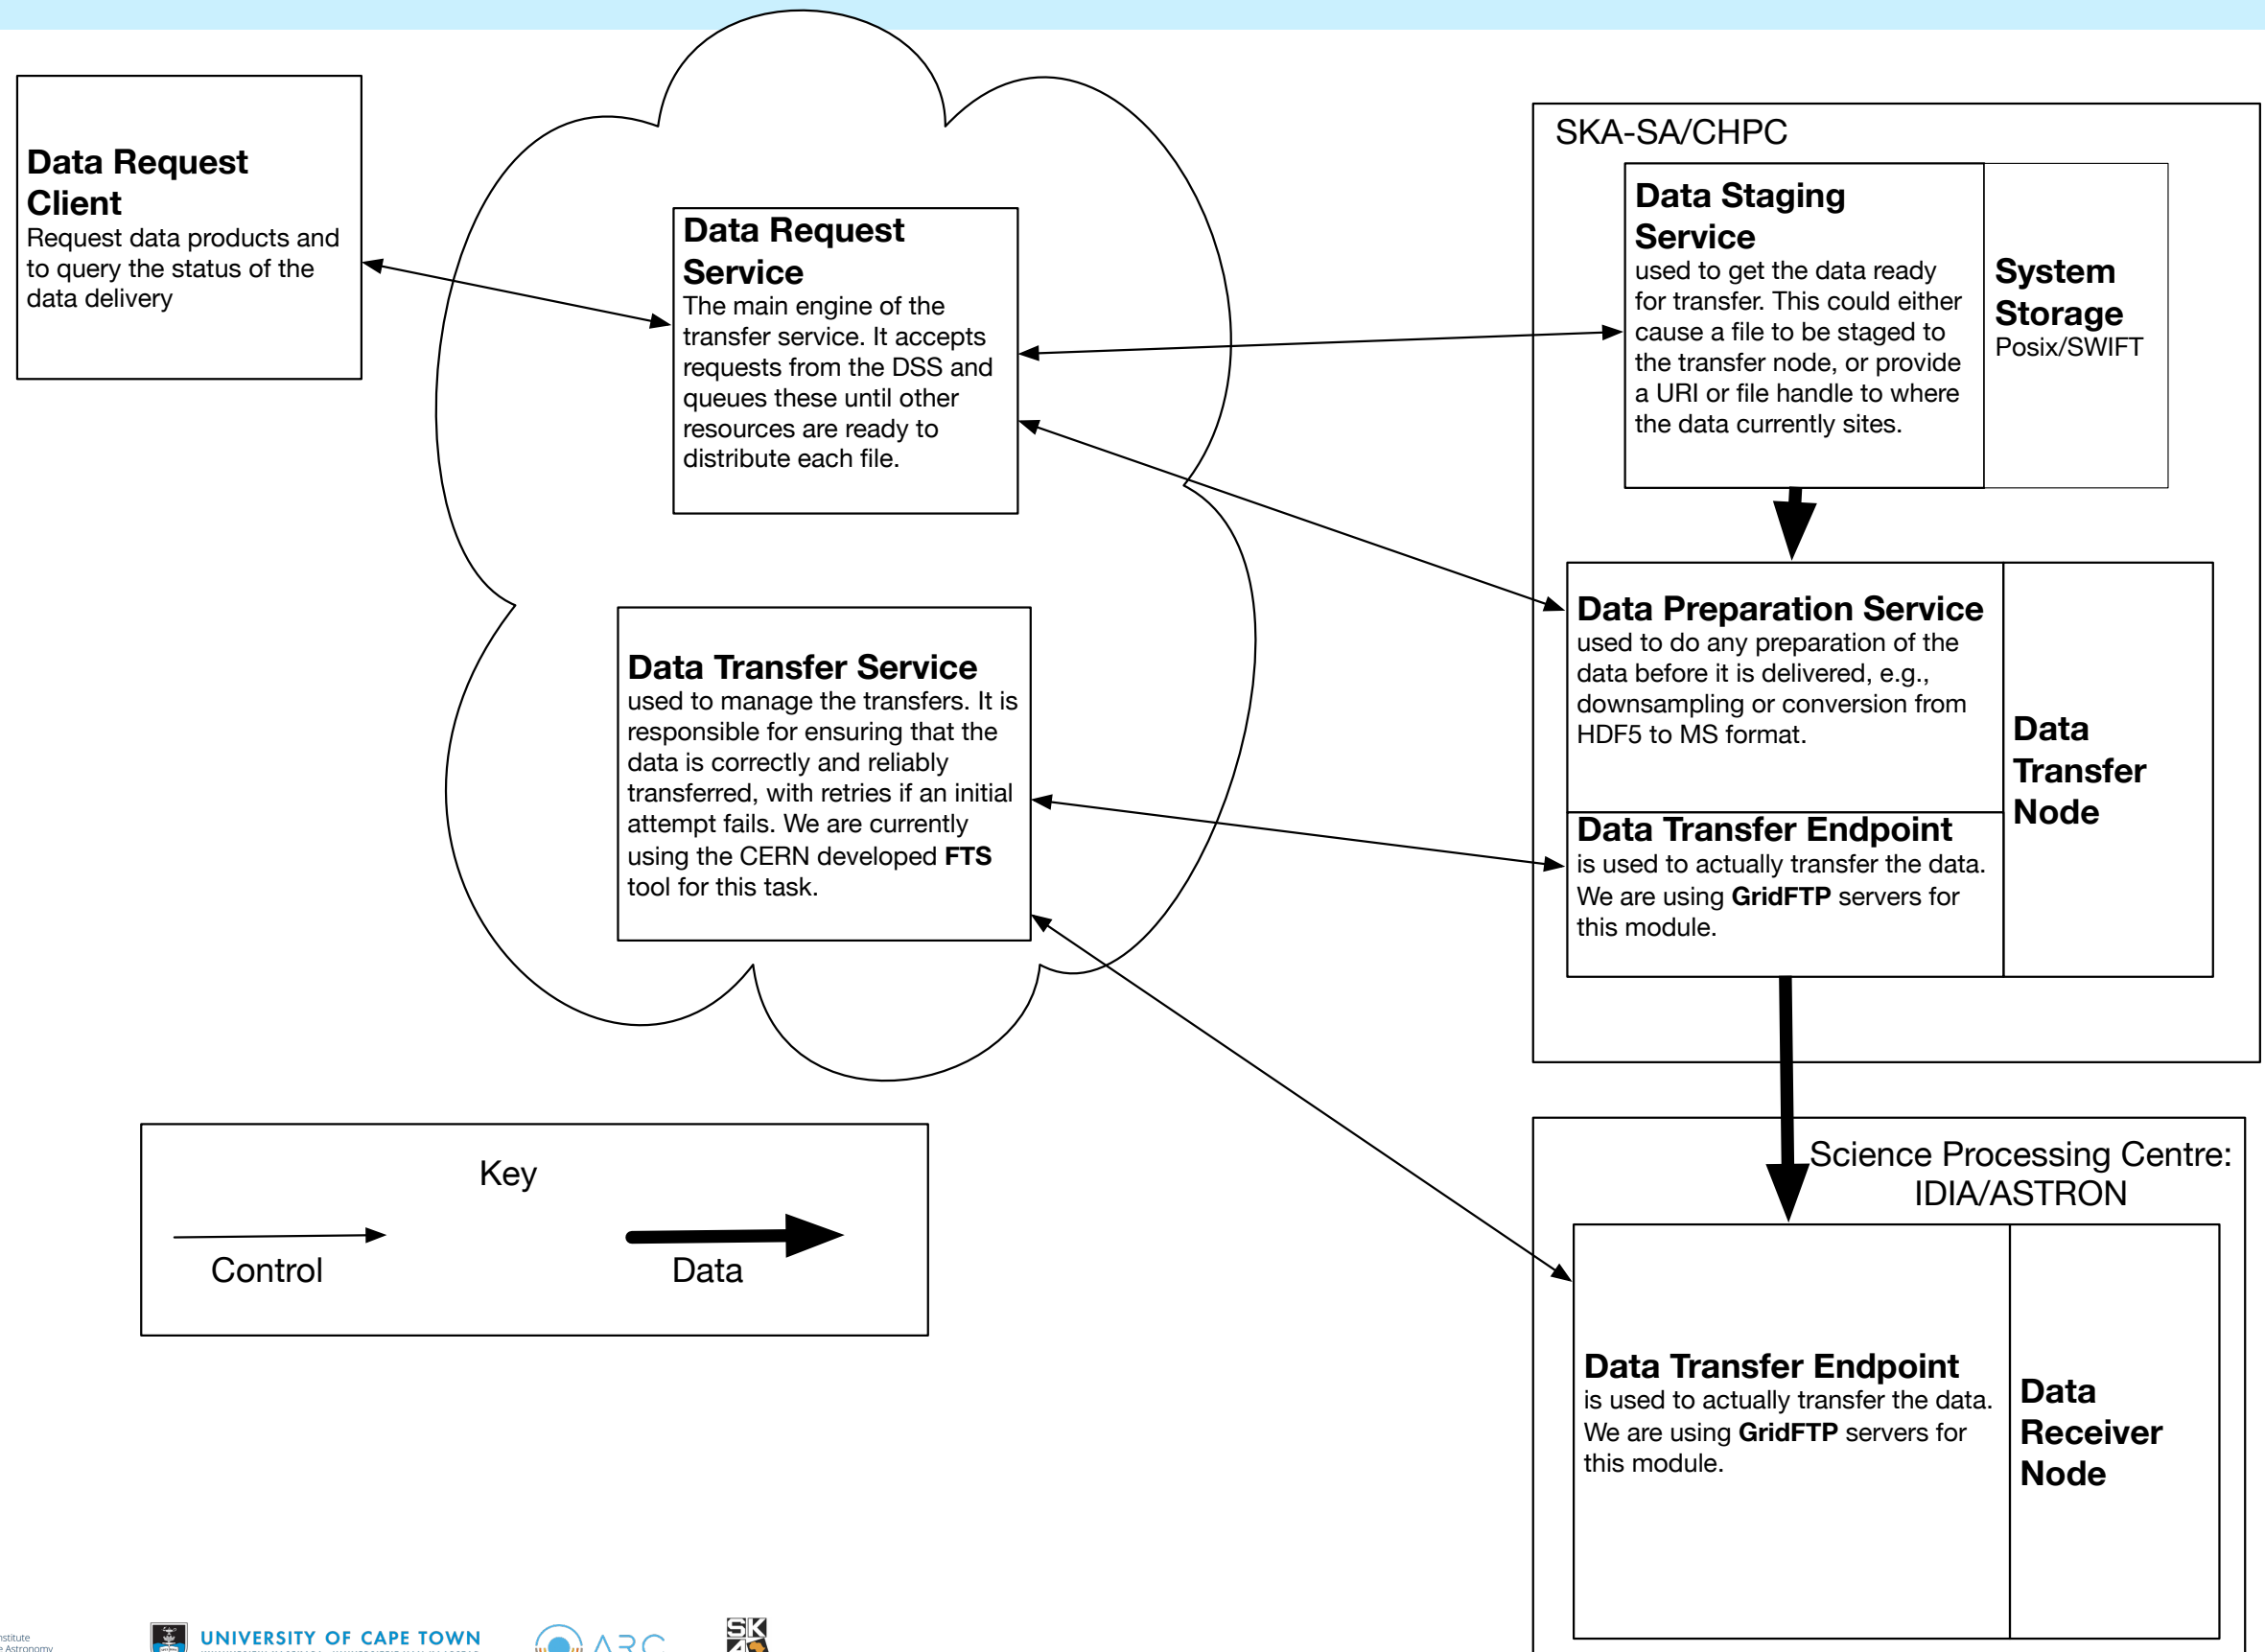 Data Request
Client
Request data products and
to query the status of the
data delivery
Data Request
Service
The main engine of the
transfer service. It accepts
requests from the DSS and
queues these until other
resources are ready to
distribute each file.
Data Transfer Service
used to manage the transfers. It is
responsible for ensuring that the
data is correctly and reliably
transferred, with retries if an initial
attempt fails. We are currently
using the CERN developed FTS
tool for this task.
SKA-SA/CHPC
Data Staging
Service
used to get the data ready
for transfer. This could either
cause a file to be staged to
the transfer node, or provide
a URI or file handle to where
the data currently sites.
System
Storage
Posix/SWIFT
Data Preparation Service
used to do any preparation of the
data before it is delivered, e.g.,
downsampling or conversion from
HDF5 to MS format.
Data Transfer Endpoint
is used to actually transfer the data.
We are using GridFTP servers for
this module.
Data
Transfer
Node
Key
Control
Data
Science Processing Centre:
IDIA/ASTRON
Data Transfer Endpoint
is used to actually transfer the data.
We are using GridFTP servers for
this module.
Data
Receiver
Node
Astronomy
UNIVERSITY OF CAPE TOWN
SK